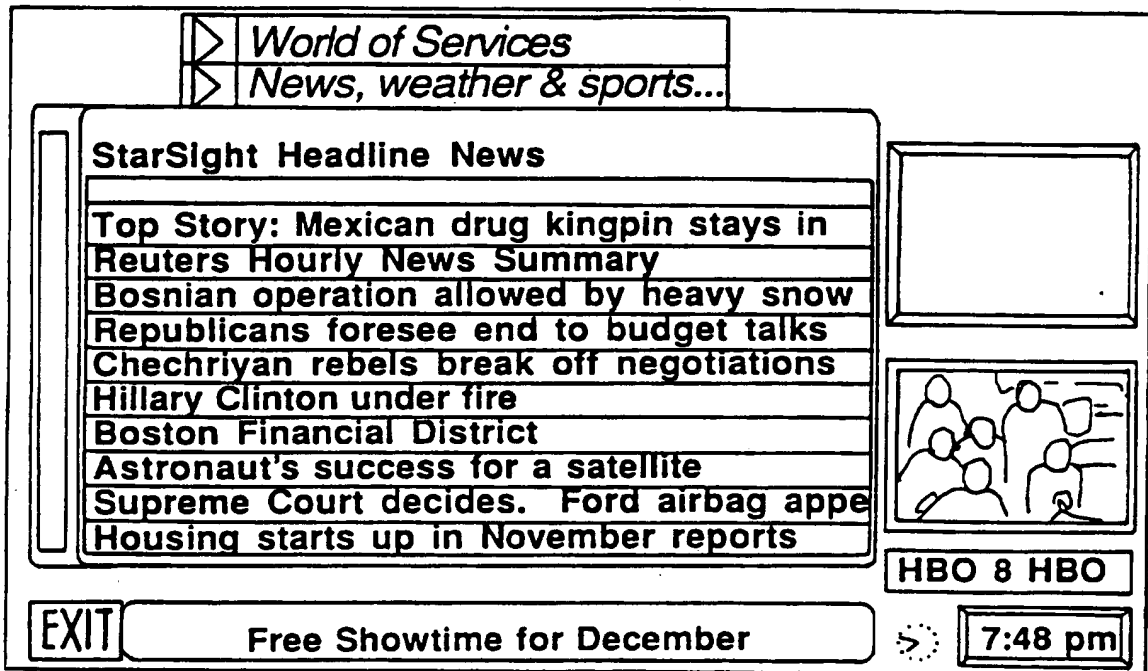 World of Services
News, weather & sports...
StarSight Headline News
Top Story: Mexican drug kingpin stays in
Reuters Hourly News Summary
Bosnian operation allowed by heavy snow
Republicans foresee end to budget talks
Chechriyan rebels break off negotiations
Hillary Clinton under fire
Boston Financial District
Astronaut's success for a satellite
Supreme Court decides. Ford airbag appe
Housing starts up in November reports
HBO 8 HBO
EXIT
Free Showtime for December
7:48 pm